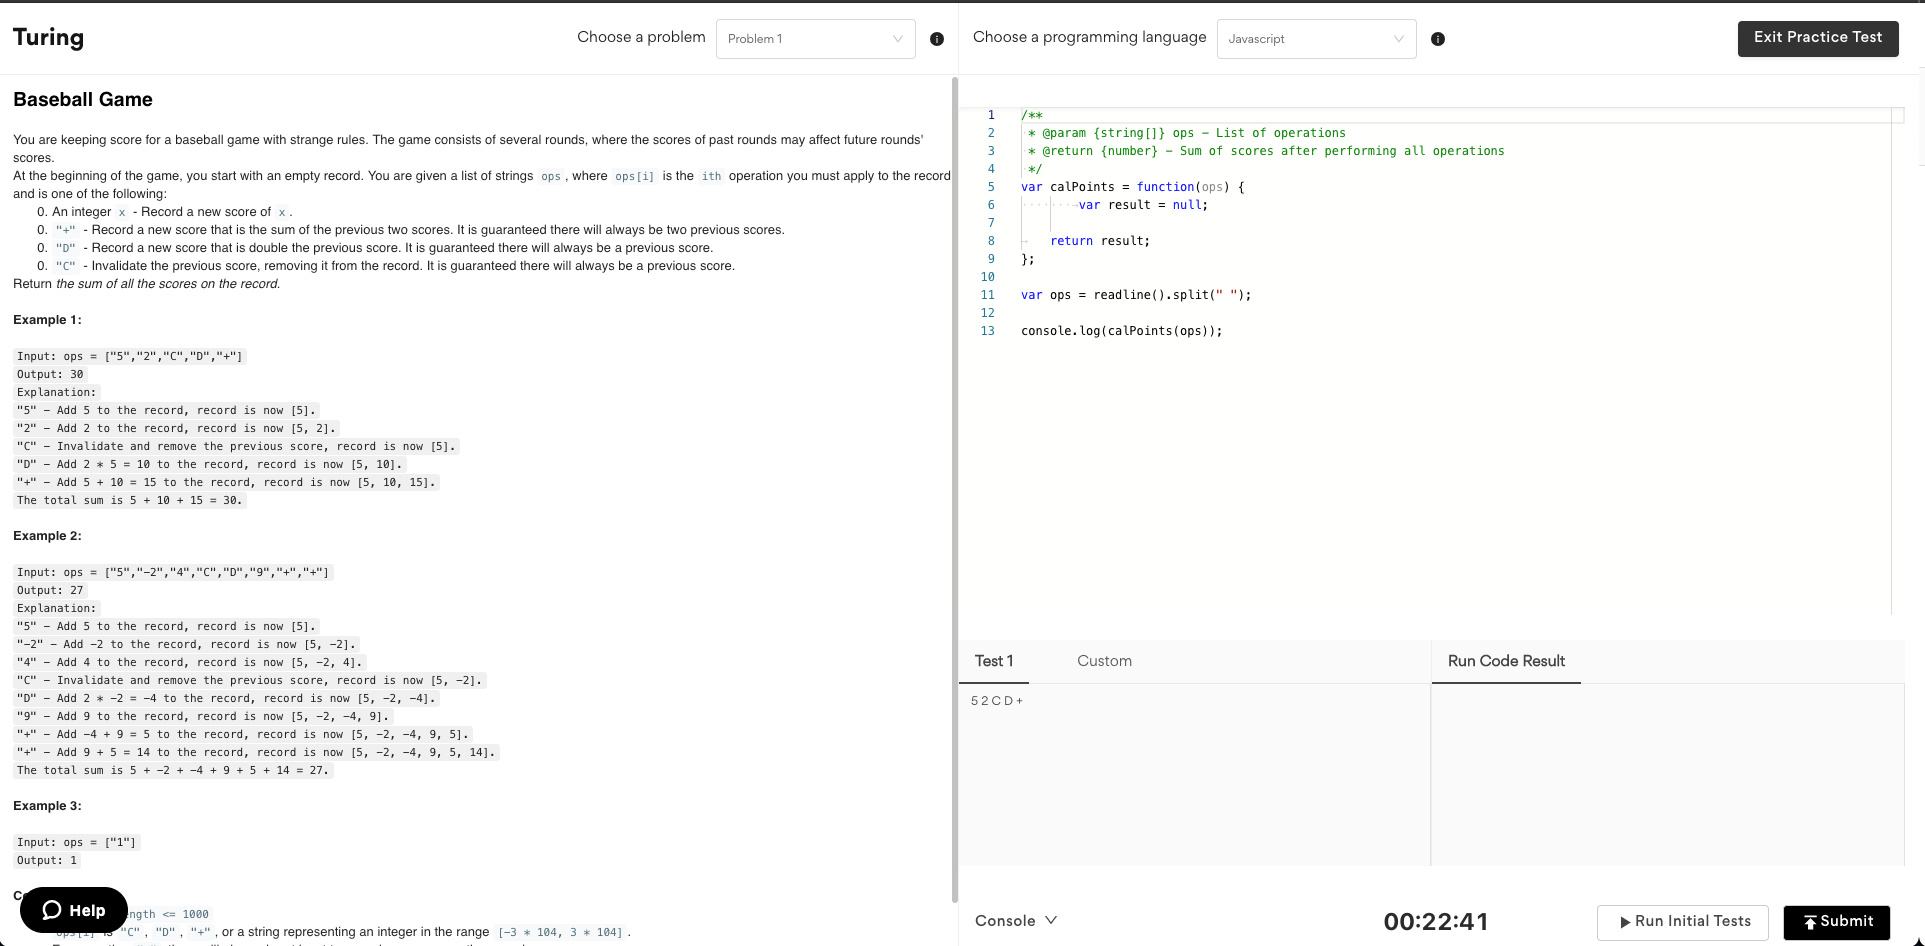 Turing
Choose a problem
Problem 1
Choose a programming language
Javascript
Exit Practice Test
Baseball Game
You are keeping score for a baseball game with strange rules. The game consists of several rounds, where the scores of past rounds may affect future rounds'
scores.
At the beginning of the game, you start with an empty record. You are given a list of strings ops, where ops[i] is the ith operation you must apply to the record
and is one of the following:
0. An integer x - Record a new score of x.
0. "+" - Record a new score that is the sum of the previous two scores. It is guaranteed there will always be two previous scores.
0. "D" - Record a new score that is double the previous score. It is guaranteed there will always be a previous score.
0. "C" - Invalidate the previous score, removing it from the record. It is guaranteed there will always be a previous score.
Return the sum of all the scores on the record.
Example 1:
Input: ops = ["5","2","C","D","+"]
Output: 30
Explanation:
"5" - Add 5 to the record, record is now [5].
"2" - Add 2 to the record, record is now [5, 2].
"C" - Invalidate and remove the previous score, record is now [5].
"D" - Add 2 * 5 = 10 to the record, record is now [5, 10].
"+" - Add 5 + 10 = 15 to the record, record is now [5, 10, 15].
The total sum is 5 + 10 + 15 = 30.
Example 2:
Input: ops = ["5","-2","4","C","D","9","+","+"]
Output: 27
Explanation:
"5" - Add 5 to the record, record is now [5].
"-2" - Add -2 to the record, record is now [5, -2].
"4" - Add 4 to the record, record is now [5, -2, 4].
"C" - Invalidate and remove the previous score, record is now [5, -2].
"D" - Add 2 * -2 = -4 to the record, record is now [5, -2, -4].
"9" - Add 9 to the record, record is now [5, -2, -4, 9].
"+" - Add -4 + 9 = 5 to the record, record is now [5, -2, -4, 9, 5].
"+" - Add 9 + 5 = 14 to the record, record is now [5, -2, -4, 9, 5, 14].
The total sum is 5 + -2 + -4 + 9 + 5 + 14 = 27.
Example 3:
Input: ops = ["1"]
Output: 1
Help
<= 1000
"C", "D", "+", or a string representing an integer in the range [-3 * 104, 3 * 104].
1 /**
2 * @param {string[]} ops - List of operations
3 * @return {number} - Sum of scores after performing all operations
4 */
5 var calPoints = function(ops) {
6 var result = null;
7
8 return result;
9 };
10
11 var ops = readline().split(" ");
12
13 console.log(calPoints(ops));
Test 1
Custom
Run Code Result
5 2 C D +
Console
00:22:41
Run Initial Tests
Submit